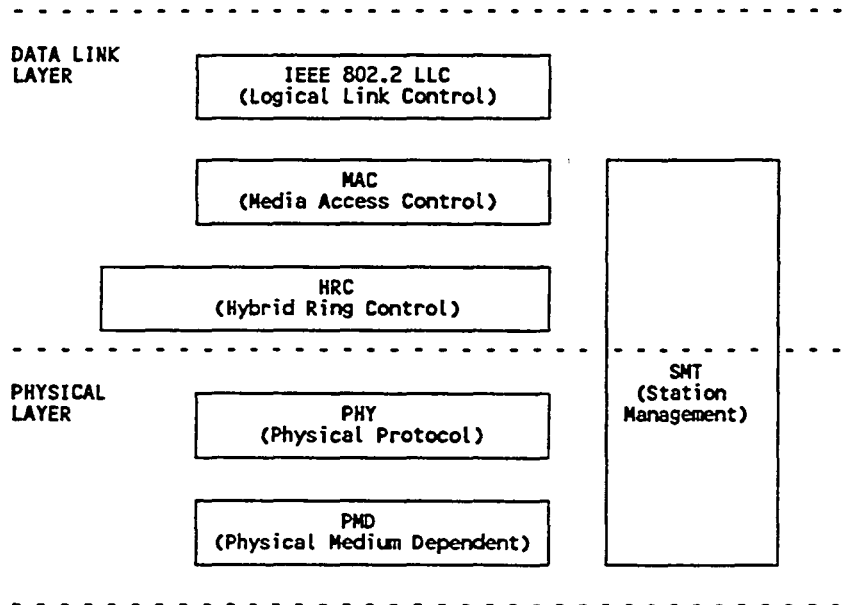 DATA LINK
LAYER
IEEE 802.2 LLC
(Logical Link Control)
MAC
(Media Access Control)
HRC
(Hybrid Ring Control)
PHYSICAL
LAYER
PHY
(Physical Protocol)
PMD
(Physical Medium Dependent)
SMT
(Station
Management)